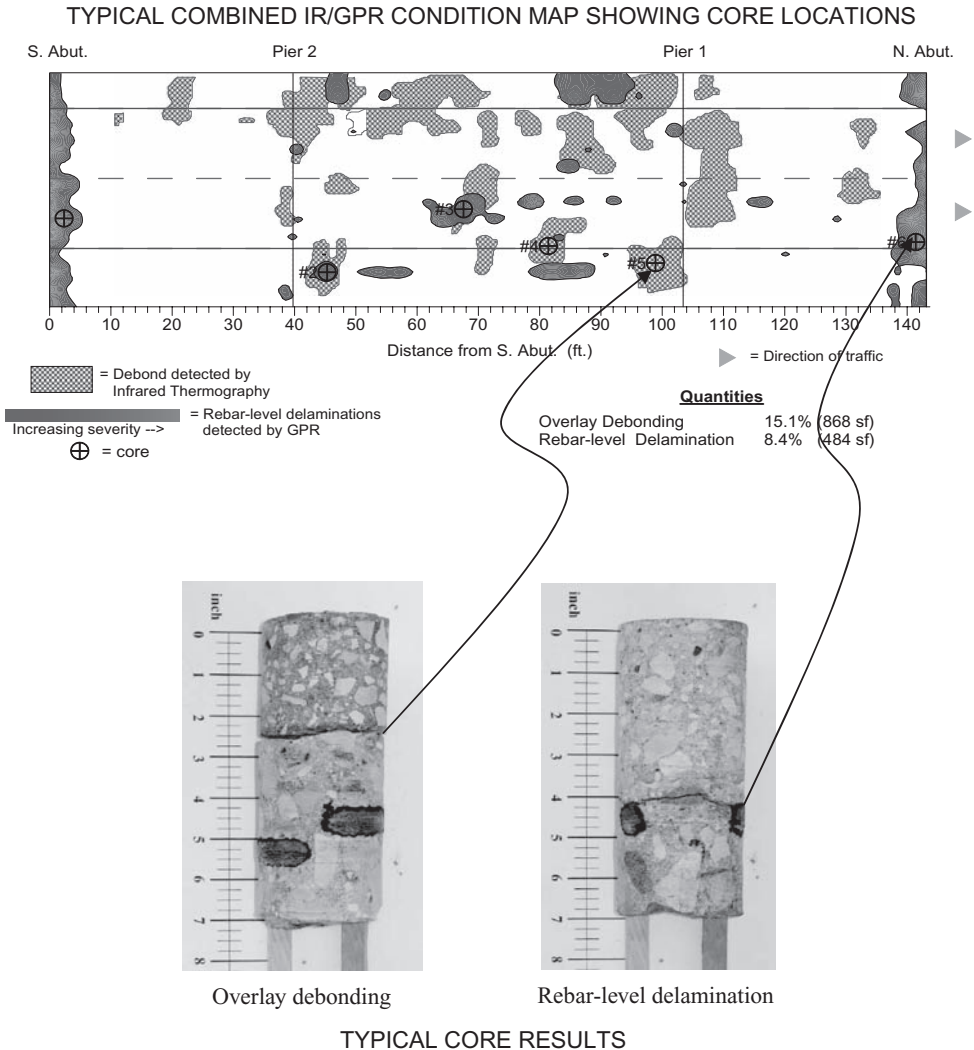 TYPICAL COMBINED IR/GPR CONDITION MAP SHOWING CORE LOCATIONS
S. Abut.
Pier 2
Pier 1
N. Abut.
#3
#4
#6
#2
#5
0 10 20 30 40 50 60 70 80 90 100 110 120 130 140
Distance from S. Abut. (ft.)
= Direction of traffic
= Debond detected by
Infrared Thermography
= Rebar-level delaminations
detected by GPR
Increasing severity -->
= core
Quantities
Overlay Debonding 15.1% (868 sf)
Rebar-level Delamination 8.4% (484 sf)
inch
0
1
2
3
4
5
6
7
8
inch
0
1
2
3
4
5
6
7
8
Overlay debonding
Rebar-level delamination
TYPICAL CORE RESULTS